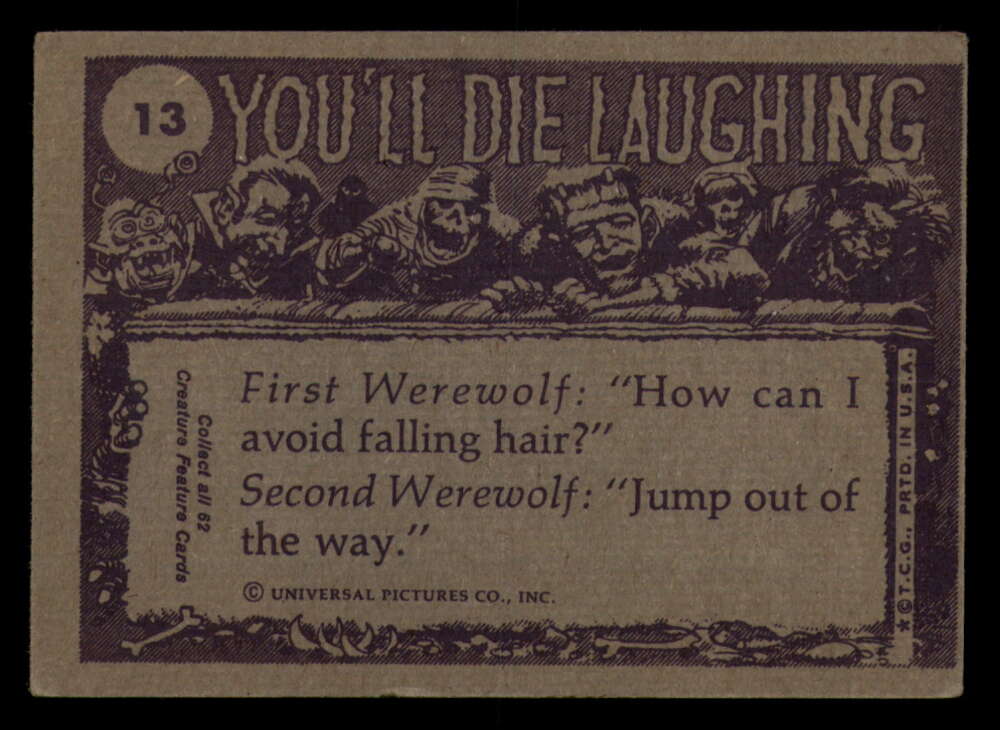 13
YOU'LL DIE LAUGHING
First Werewolf: "How can I
avoid falling hair?"
Second Werewolf: "Jump out of
the way."
© UNIVERSAL PICTURES CO., INC.
Collect all 62
Creature Feature Cards
★©T.C.G., PRTD. IN U.S.A.